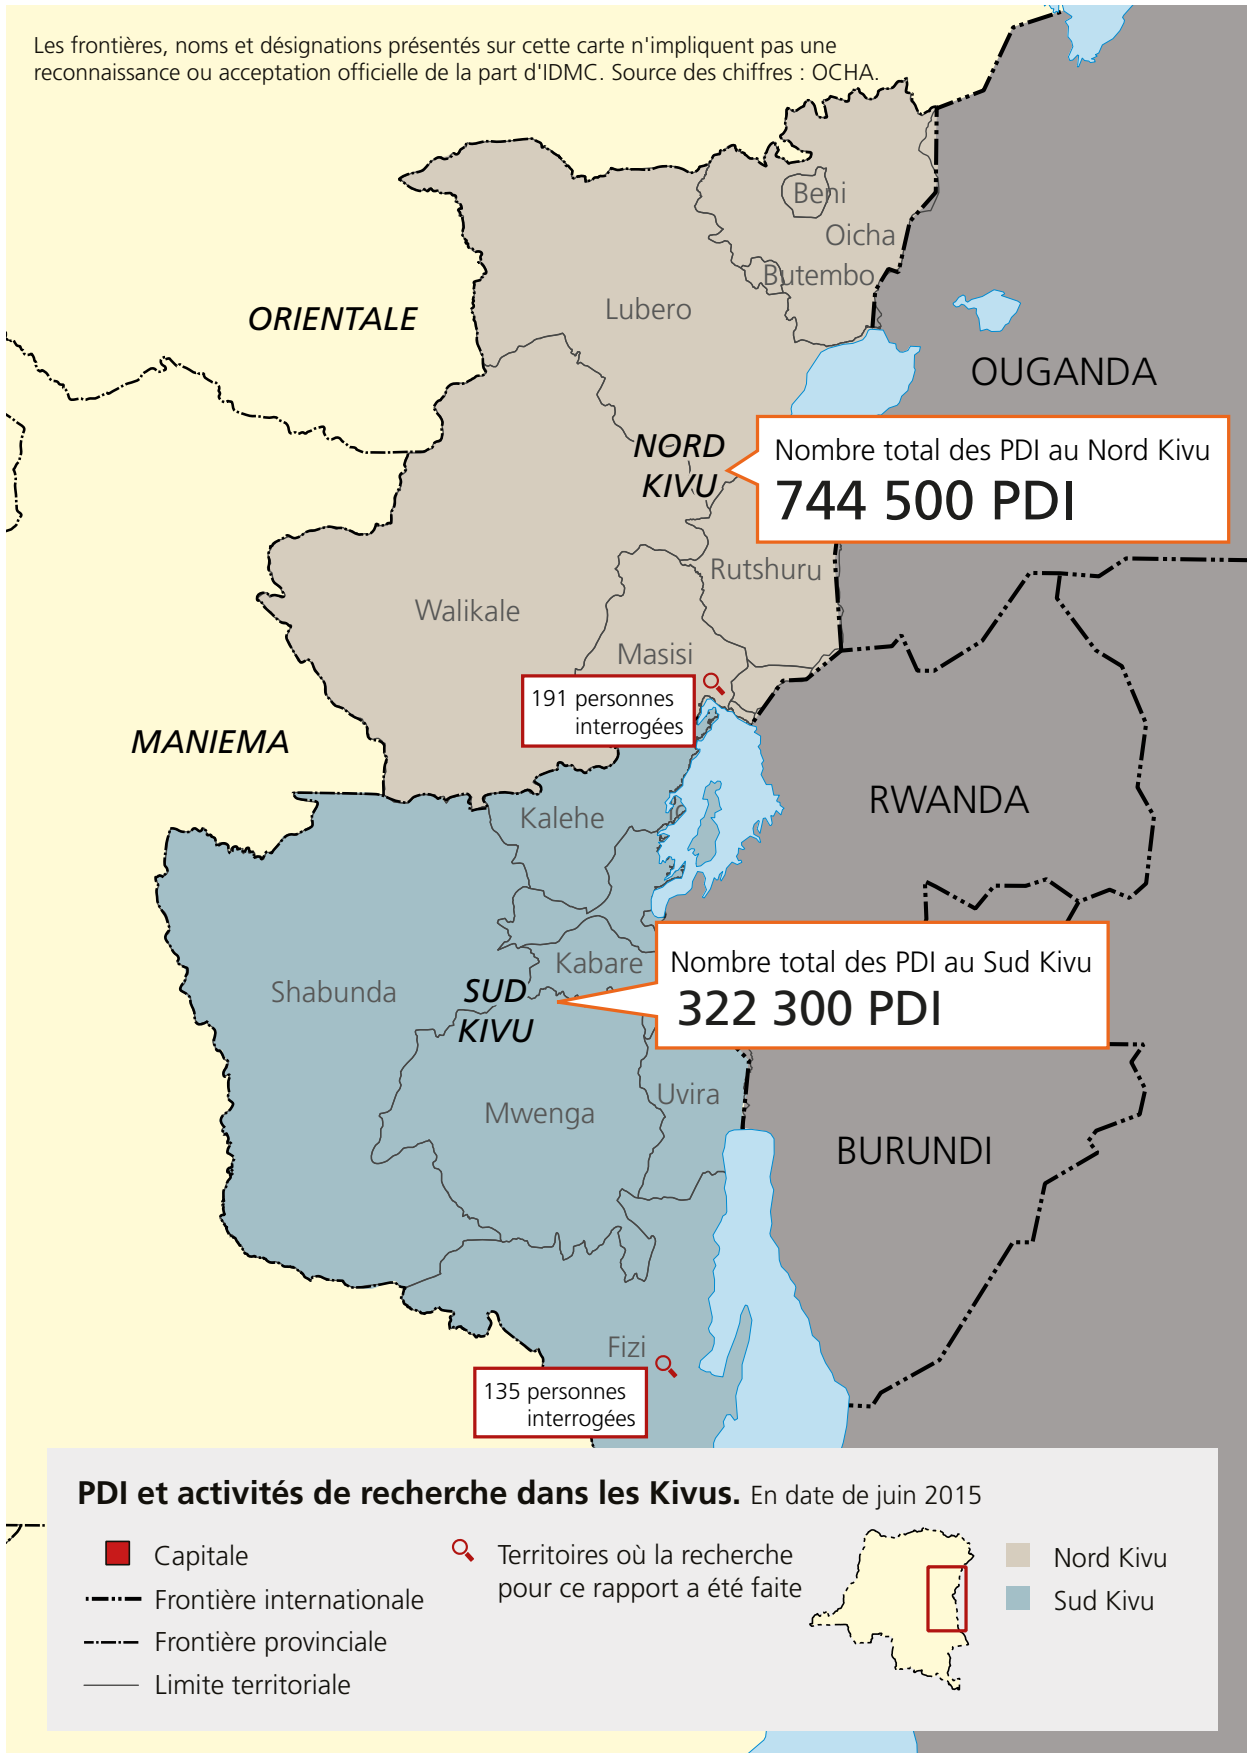 Les frontières, noms et désignations présentés sur cette carte n'impliquent pas une
reconnaissance ou acceptation officielle de la part d'IDMC. Source des chiffres : OCHA.
Beni
Oicha
Butembo
Lubero
ORIENTALE
OUGANDA
NORD
KIVU
Nombre total des PDI au Nord Kivu
744 500 PDI
Rutshuru
Walikale
Masisi
191 personnes
interrogées
MANIEMA
RWANDA
Kalehe
Kabare
Shabunda
SUD
KIVU
Nombre total des PDI au Sud Kivu
322 300 PDI
Uvira
Mwenga
BURUNDI
Fizi
135 personnes
interrogées
PDI et activités de recherche dans les Kivus. En date de juin 2015
Capitale
Frontière internationale
Frontière provinciale
Limite territoriale
Territoires où la recherche
pour ce rapport a été faite
Nord Kivu
Sud Kivu